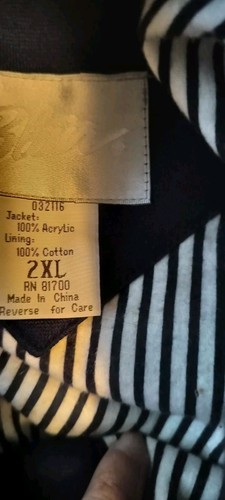 032116
Jacket:
100% Acrylic
Lining:
100% Cotton
2XL
RN 81700
Made In China
Reverse for Care